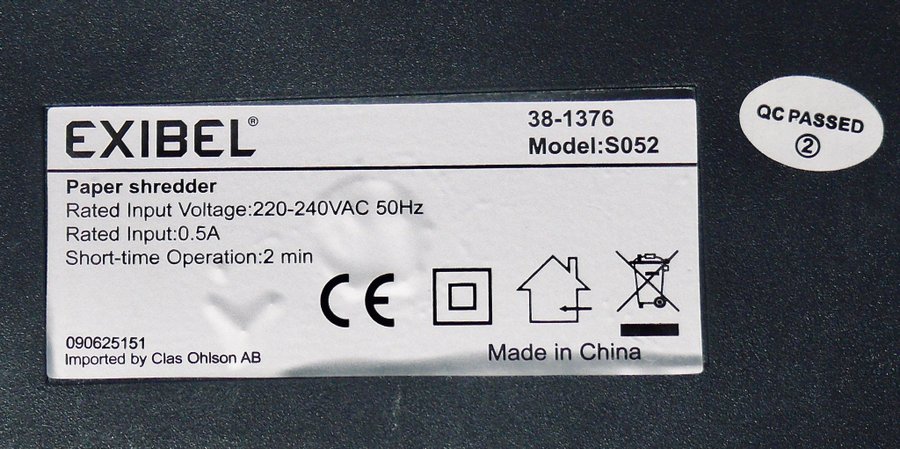 EXIBEL®
38-1376
Model:S052
Paper shredder
Rated Input Voltage:220-240VAC 50Hz
Rated Input:0.5A
Short-time Operation:2 min
CE
090625151
Imported by Clas Ohlson AB
Made in China
QC PASSED
2